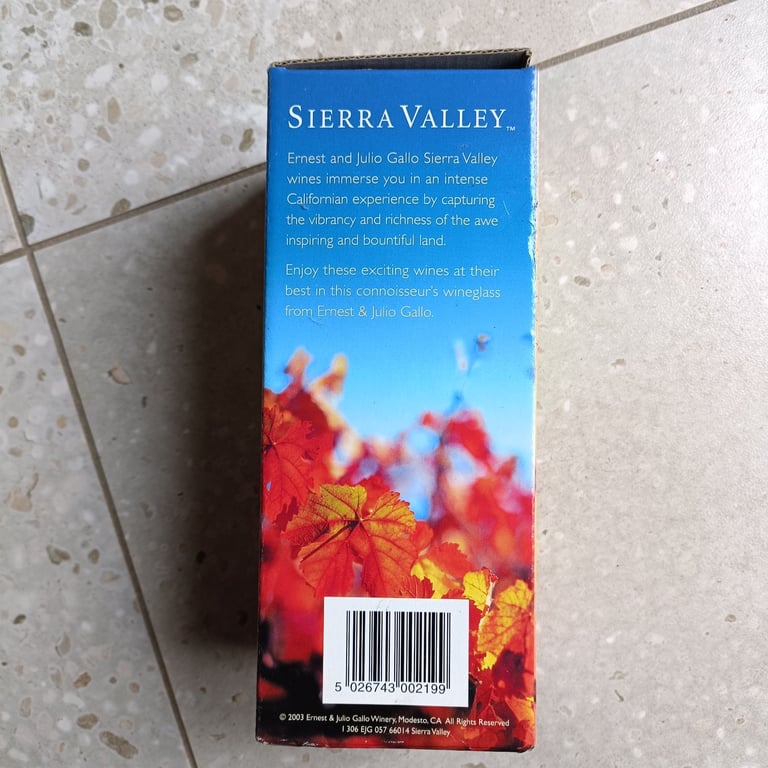 SIERRA VALLEY™
Ernest and Julio Gallo Sierra Valley
wines immerse you in an intense
Californian experience by capturing
the vibrancy and richness of the awe
inspiring and bountiful land.
Enjoy these exciting wines at their
best in this connoisseur's wineglass
from Ernest & Julio Gallo.
5 026743 002199
© 2003 Ernest & Julio Gallo Winery, Modesto, CA All Rights Reserved
1306 EJG 057 66014 Sierra Valley